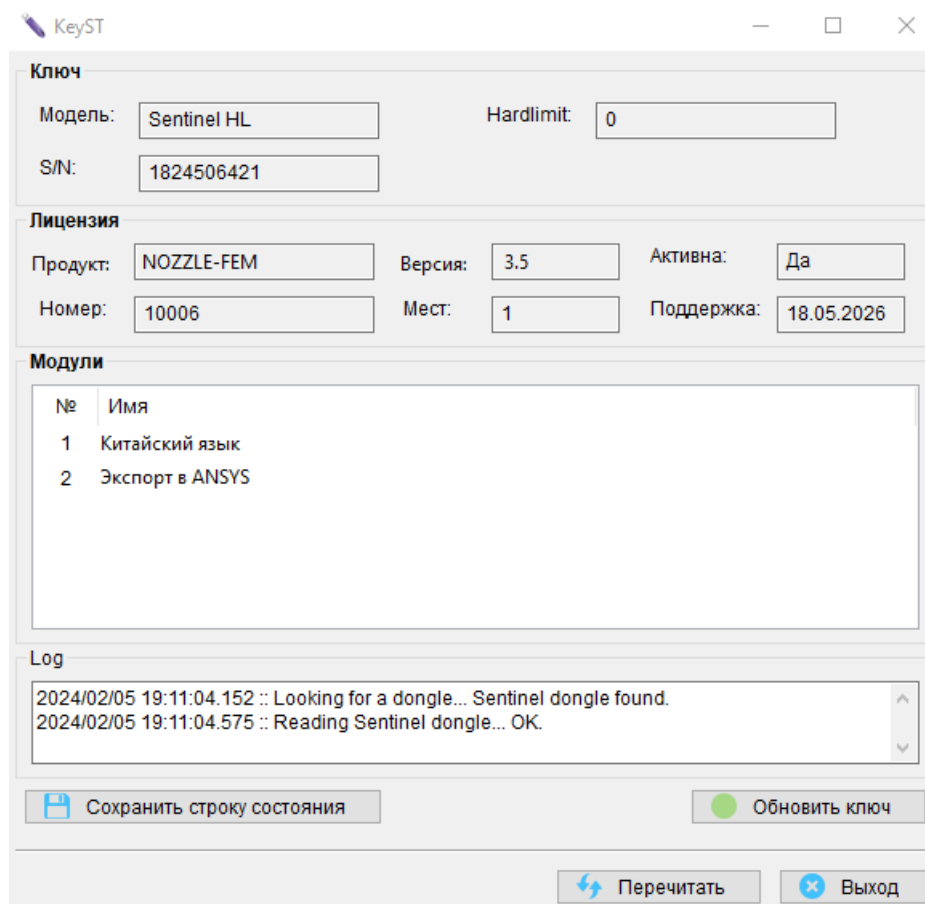 KeyST
Ключ
Модель: Sentinel HL Hardlimit: 0
S/N: 1824506421
Лицензия
Продукт: NOZZLE-FEM Версия: 3.5 Активна: Да
Номер: 10006 Мест: 1 Поддержка: 18.05.2026
Модули
№ Имя
1 Китайский язык
2 Экспорт в ANSYS
Log
2024/02/05 19:11:04.152 :: Looking for a dongle... Sentinel dongle found.
2024/02/05 19:11:04.575 :: Reading Sentinel dongle... OK.
Сохранить строку состояния Обновить ключ
Перечитать Выход